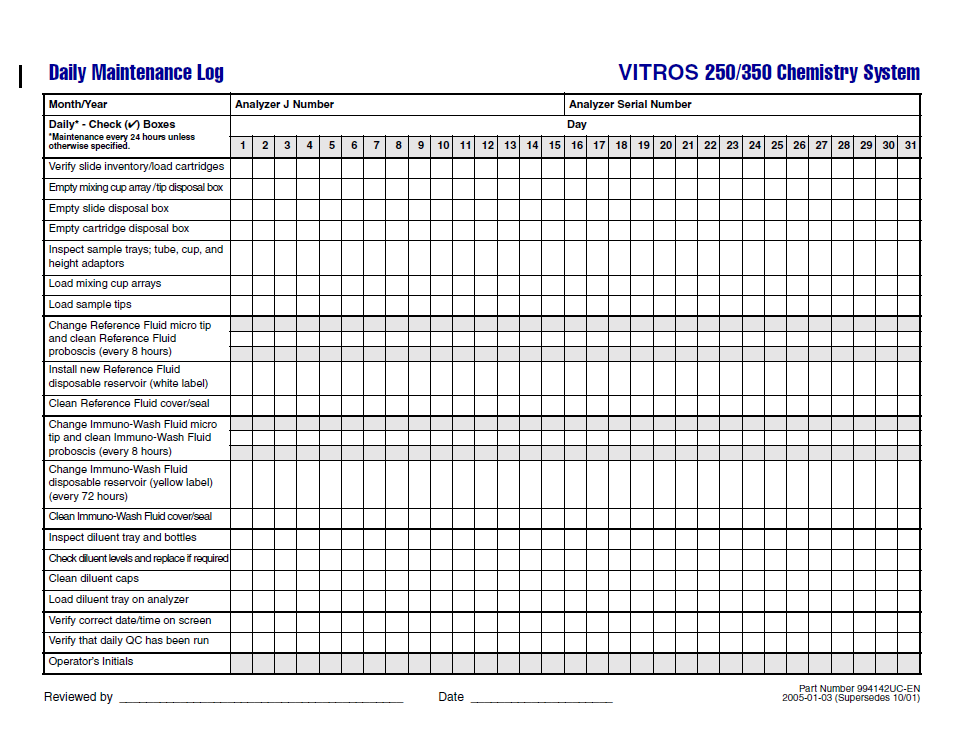 Daily Maintenance Log
VITROS 250/350 Chemistry System
Month/Year
Analyzer J Number
Analyzer Serial Number
Daily* - Check (✔) Boxes
*Maintenance every 24 hours unless
otherwise specified.
Day
1 2 3 4 5 6 7 8 9 10 11 12 13 14 15 16 17 18 19 20 21 22 23 24 25 26 27 28 29 30 31
Verify slide inventory/load cartridges
Empty mixing cup array /tip disposal box
Empty slide disposal box
Empty cartridge disposal box
Inspect sample trays; tube, cup, and
height adaptors
Load mixing cup arrays
Load sample tips
Change Reference Fluid micro tip
and clean Reference Fluid
proboscis (every 8 hours)
Install new Reference Fluid
disposable reservoir (white label)
Clean Reference Fluid cover/seal
Change Immuno-Wash Fluid micro
tip and clean Immuno-Wash Fluid
proboscis (every 8 hours)
Change Immuno-Wash Fluid
disposable reservoir (yellow label)
(every 72 hours)
Clean Immuno-Wash Fluid cover/seal
Inspect diluent tray and bottles
Check diluent levels and replace if required
Clean diluent caps
Load diluent tray on analyzer
Verify correct date/time on screen
Verify that daily QC has been run
Operator's Initials
Reviewed by
Date
Part Number 994142UC-EN
2005-01-03 (Supersedes 10/01)